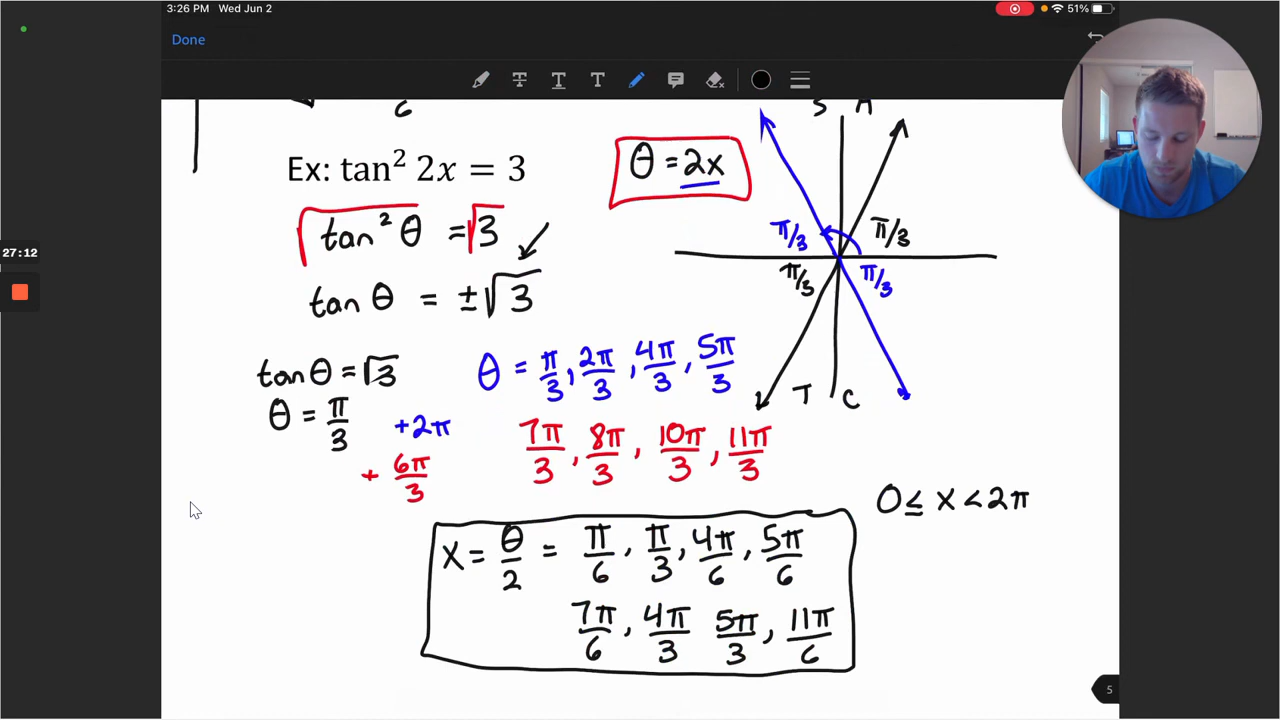 3:26 PM Wed Jun 2
51%
Done
6
S A
Ex: tan² 2x = 3
θ = 2x
tan² θ = √3
π/3 π/3
π/3 π/3
27:12
tan θ = ±√3
tan θ = √3
θ = π/3, 2π/3, 4π/3, 5π/3
T C
θ = π/3
+2π
+ 6π/3
7π/3, 8π/3, 10π/3, 11π/3
0 ≤ x < 2π
x = θ/2 = π/6, π/3, 4π/6, 5π/6
7π/6, 4π/3 5π/3, 11π/6
5